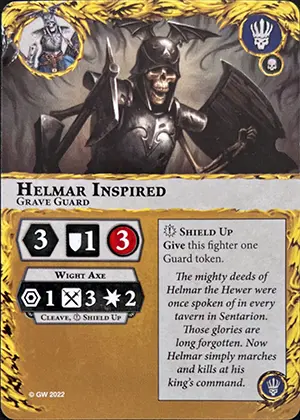 Helmar Inspired
Grave Guard
3 1 3
Wight Axe
1 3 2
Cleave, Shield Up
Shield Up
Give this fighter one
Guard token.
The mighty deeds of
Helmar the Hewer were
once spoken of in every
tavern in Sentarion.
Those glories are
long forgotten. Now
Helmar simply marches
and kills at his
king's command.
© GW 2022